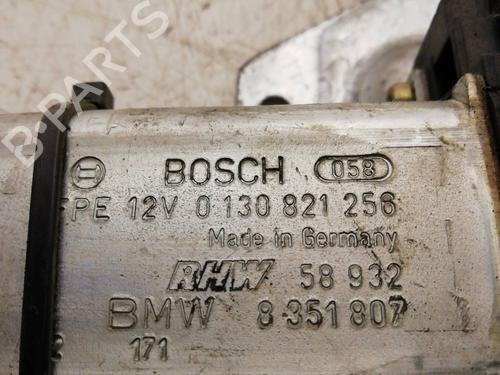 B-PARTS
BOSCH 058
FPE 12V 0 130 821 256
Made in Germany
RHW 58 932
BMW 8 351 807
171